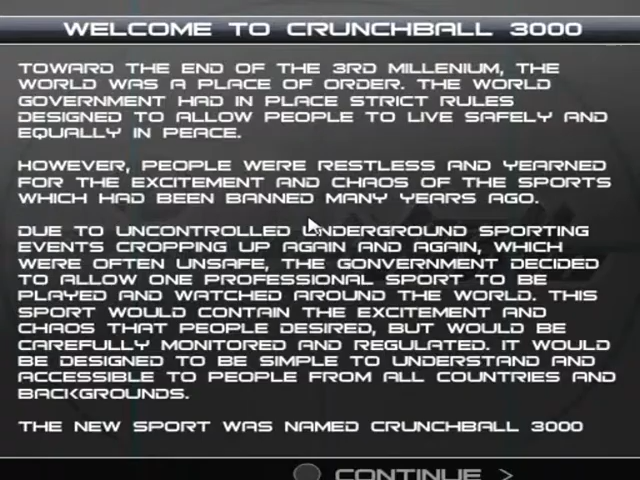 WELCOME TO CRUNCHBALL 3000
TOWARD THE END OF THE 3RD MILLENIUM, THE
WORLD WAS A PLACE OF ORDER. THE WORLD
GOVERNMENT HAD IN PLACE STRICT RULES
DESIGNED TO ALLOW PEOPLE TO LIVE SAFELY AND
EQUALLY IN PEACE.
HOWEVER, PEOPLE WERE RESTLESS AND YEARNED
FOR THE EXCITEMENT AND CHAOS OF THE SPORTS
WHICH HAD BEEN BANNED MANY YEARS AGO.
DUE TO UNCONTROLLED UNDERGROUND SPORTING
EVENTS CROPPING UP AGAIN AND AGAIN, WHICH
WERE OFTEN UNSAFE, THE GONVERNMENT DECIDED
TO ALLOW ONE PROFESSIONAL SPORT TO BE
PLAYED AND WATCHED AROUND THE WORLD. THIS
SPORT WOULD CONTAIN THE EXCITEMENT AND
CHAOS THAT PEOPLE DESIRED, BUT WOULD BE
CAREFULLY MONITORED AND REGULATED. IT WOULD
BE DESIGNED TO BE SIMPLE TO UNDERSTAND AND
ACCESSIBLE TO PEOPLE FROM ALL COUNTRIES AND
BACKGROUNDS.
THE NEW SPORT WAS NAMED CRUNCHBALL 3000
CONTINUE >